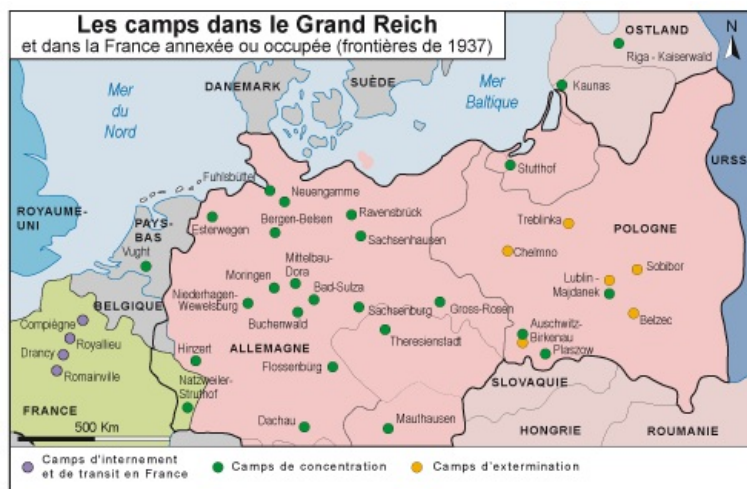 Les camps dans le Grand Reich
et dans la France annexée ou occupée (frontières de 1937)
OSTLAND
N
Riga - Kaiserwald
Mer
du
Nord
DANEMARK
SUÈDE
Mer
Baltique
Kaunas
URSS
Stutthof
Fuhlsbüttel
Neuengamme
ROYAUME-
UNI
PAYS-
BAS
Vught
Esterwegen
Bergen-Belsen
Ravensbrück
Treblinka
POLOGNE
Sachsenhausen
Chelmno
Sobibor
Mittelbau-
Dora
Moringen
Bad-Sulza
Lublin -
Majdanek
Niederhagen-
Wewelsburg
BELGIQUE
Sachsenburg
Gross-Rosen
Belzec
Buchenwald
Compiègne
Royallieu
Drancy
Romainville
Theresienstadt
Auschwitz-
Birkenau
Plaszow
Hinzert
ALLEMAGNE
Flossenbürg
SLOVAQUIE
Natzweiler-
Struthof
FRANCE
500 Km
Dachau
Mauthausen
HONGRIE
ROUMANIE
Camps d'internement
et de transit en France
Camps de concentration
Camps d'extermination